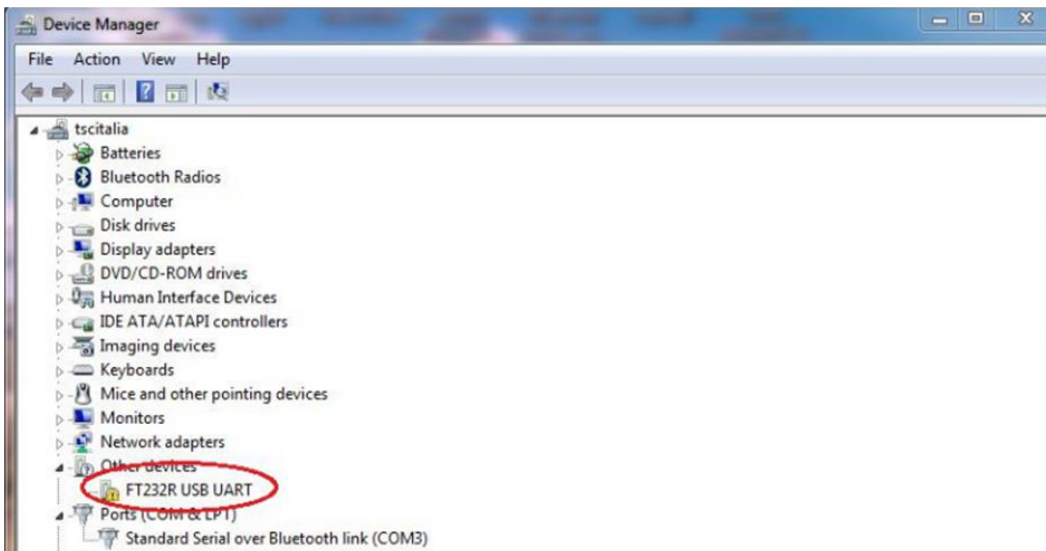 Device Manager
File Action View Help
tscitalia
Batteries
Bluetooth Radios
Computer
Disk drives
Display adapters
DVD/CD-ROM drives
Human Interface Devices
IDE ATA/ATAPI controllers
Imaging devices
Keyboards
Mice and other pointing devices
Monitors
Network adapters
Other devices
FT232R USB UART
Ports (COM & LPT)
Standard Serial over Bluetooth link (COM3)